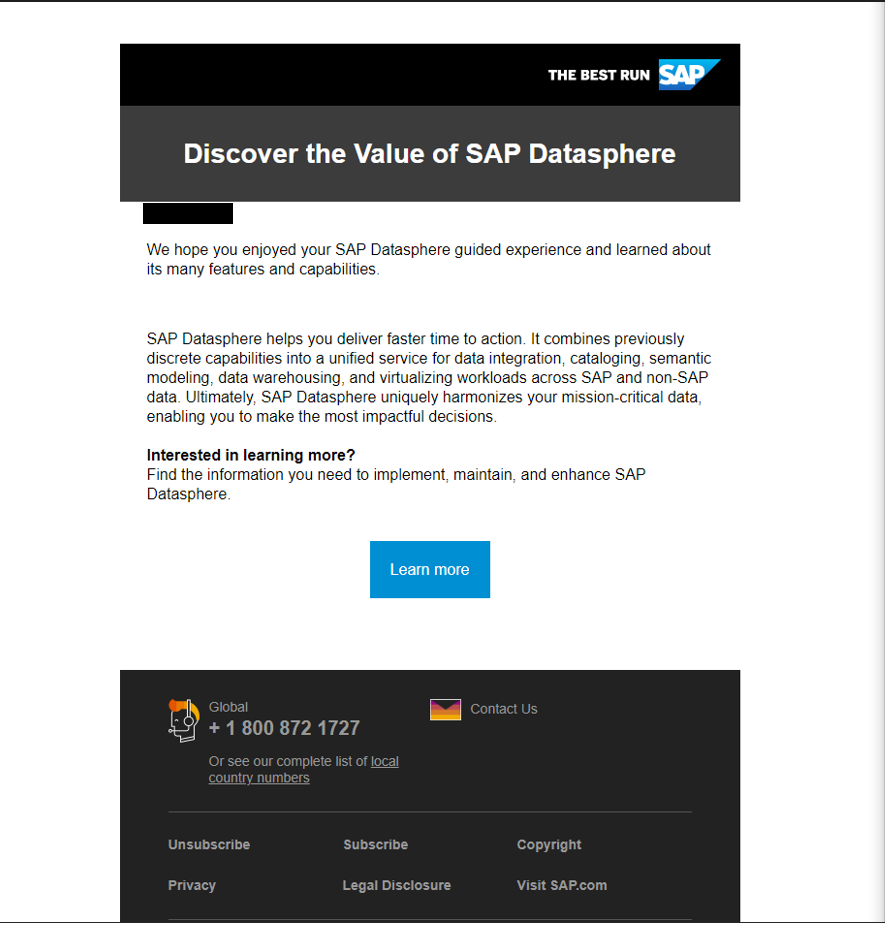 THE BEST RUN SAP
Discover the Value of SAP Datasphere
We hope you enjoyed your SAP Datasphere guided experience and learned about
its many features and capabilities.
SAP Datasphere helps you deliver faster time to action. It combines previously
discrete capabilities into a unified service for data integration, cataloging, semantic
modeling, data warehousing, and virtualizing workloads across SAP and non-SAP
data. Ultimately, SAP Datasphere uniquely harmonizes your mission-critical data,
enabling you to make the most impactful decisions.
Interested in learning more?
Find the information you need to implement, maintain, and enhance SAP
Datasphere.
Learn more
Global
+ 1 800 872 1727
Or see our complete list of local
country numbers
Contact Us
Unsubscribe Subscribe Copyright
Privacy Legal Disclosure Visit SAP.com